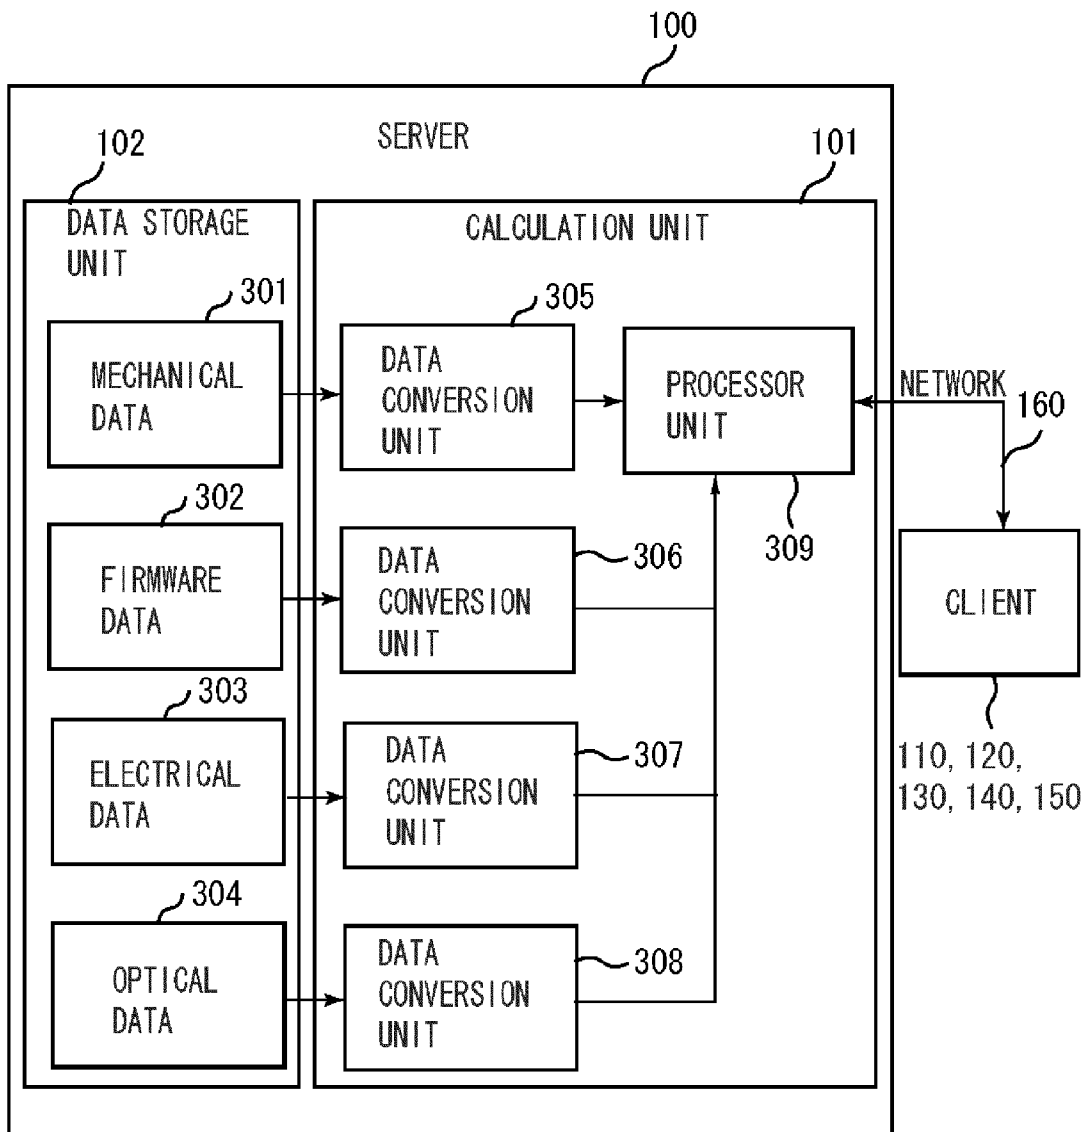 100
SERVER
102
101
DATA STORAGE
UNIT
CALCULATION UNIT
301
MECHANICAL
DATA
305
DATA
CONVERSION
UNIT
PROCESSOR
UNIT
309
NETWORK
160
302
FIRMWARE
DATA
306
DATA
CONVERSION
UNIT
CLIENT
110, 120,
130, 140, 150
303
ELECTRICAL
DATA
307
DATA
CONVERSION
UNIT
304
OPTICAL
DATA
308
DATA
CONVERSION
UNIT